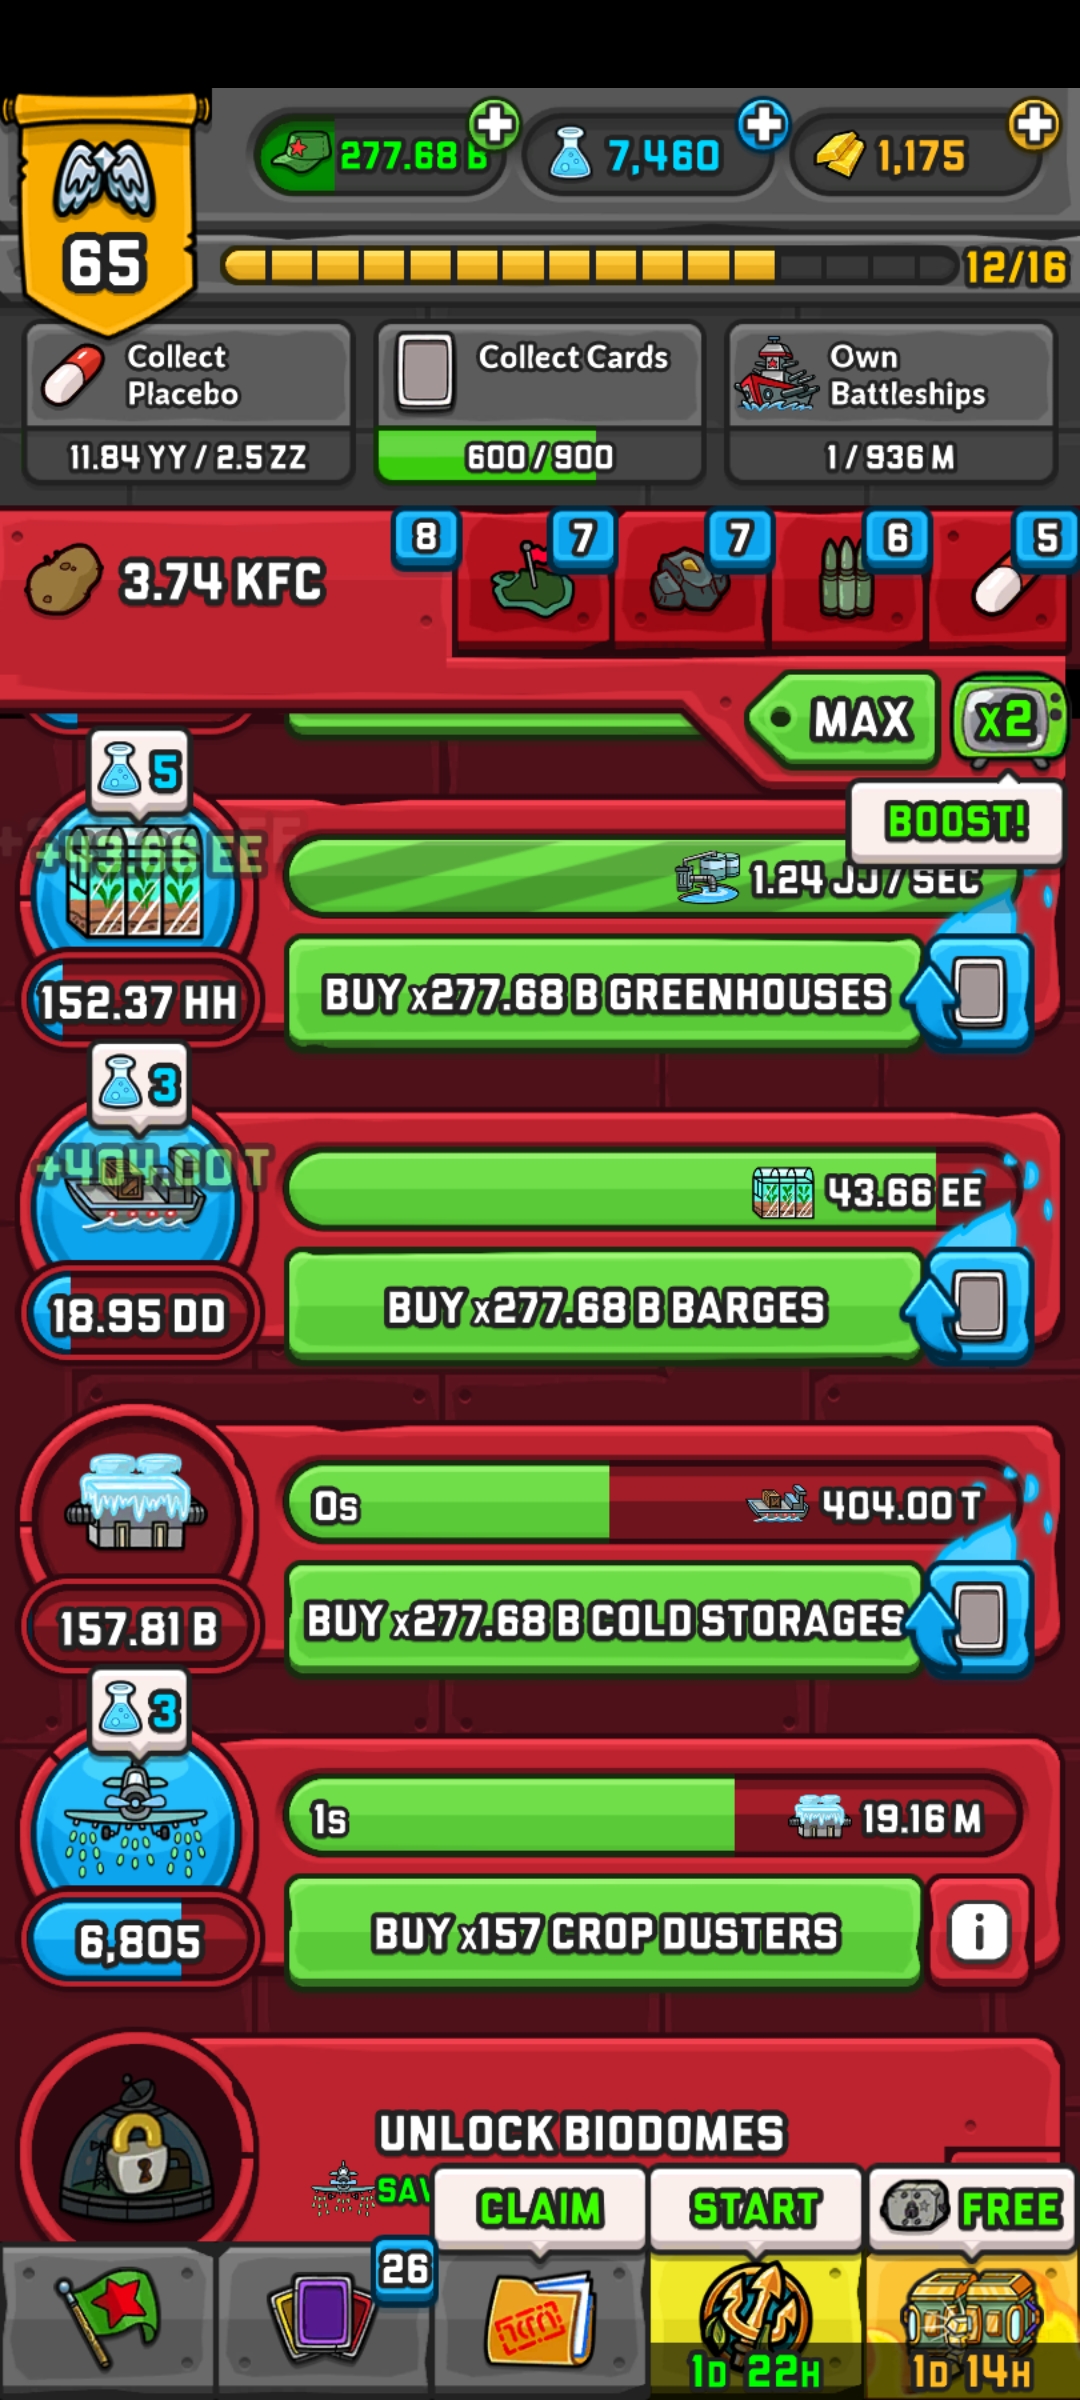 277.68 B
7,460
1,175
65
12/16
Collect
Placebo
11.84 YY / 2.5 ZZ
Collect Cards
600/900
Own
Battleships
1 / 936 M
3.74 KFC
8
7
7
6
5
MAX
x2
BOOST!
5
+43.66 EE
1.24 JJ/SEC
152.37 HH
BUY x277.68 B GREENHOUSES
3
+404.00 T
43.66 EE
18.95 DD
BUY x277.68 B BARGES
0s
404.00 T
157.81 B
BUY x277.68 B COLD STORAGES
3
1s
19.16 M
6,805
BUY x157 CROP DUSTERS
i
UNLOCK BIODOMES
CLAIM
START
FREE
26
1D 22H
1D 14H